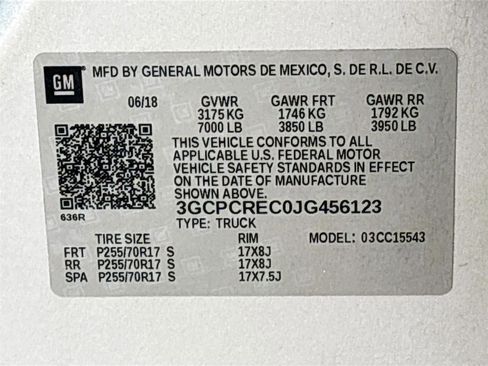 GM MFD BY GENERAL MOTORS DE MEXICO, S. DE R.L. DE C.V.
06/18 GVWR GAWR FRT GAWR RR
3175 KG 1746 KG 1792 KG
7000 LB 3850 LB 3950 LB
THIS VEHICLE CONFORMS TO ALL
APPLICABLE U.S. FEDERAL MOTOR
VEHICLE SAFETY STANDARDS IN EFFECT
ON THE DATE OF MANUFACTURE
SHOWN ABOVE.
636R 3GCPCREC0JG456123
TYPE: TRUCK
TIRE SIZE RIM MODEL: 03CC15543
FRT P255/70R17 S 17X8J
RR P255/70R17 S 17X8J
SPA P255/70R17 S 17X7.5J